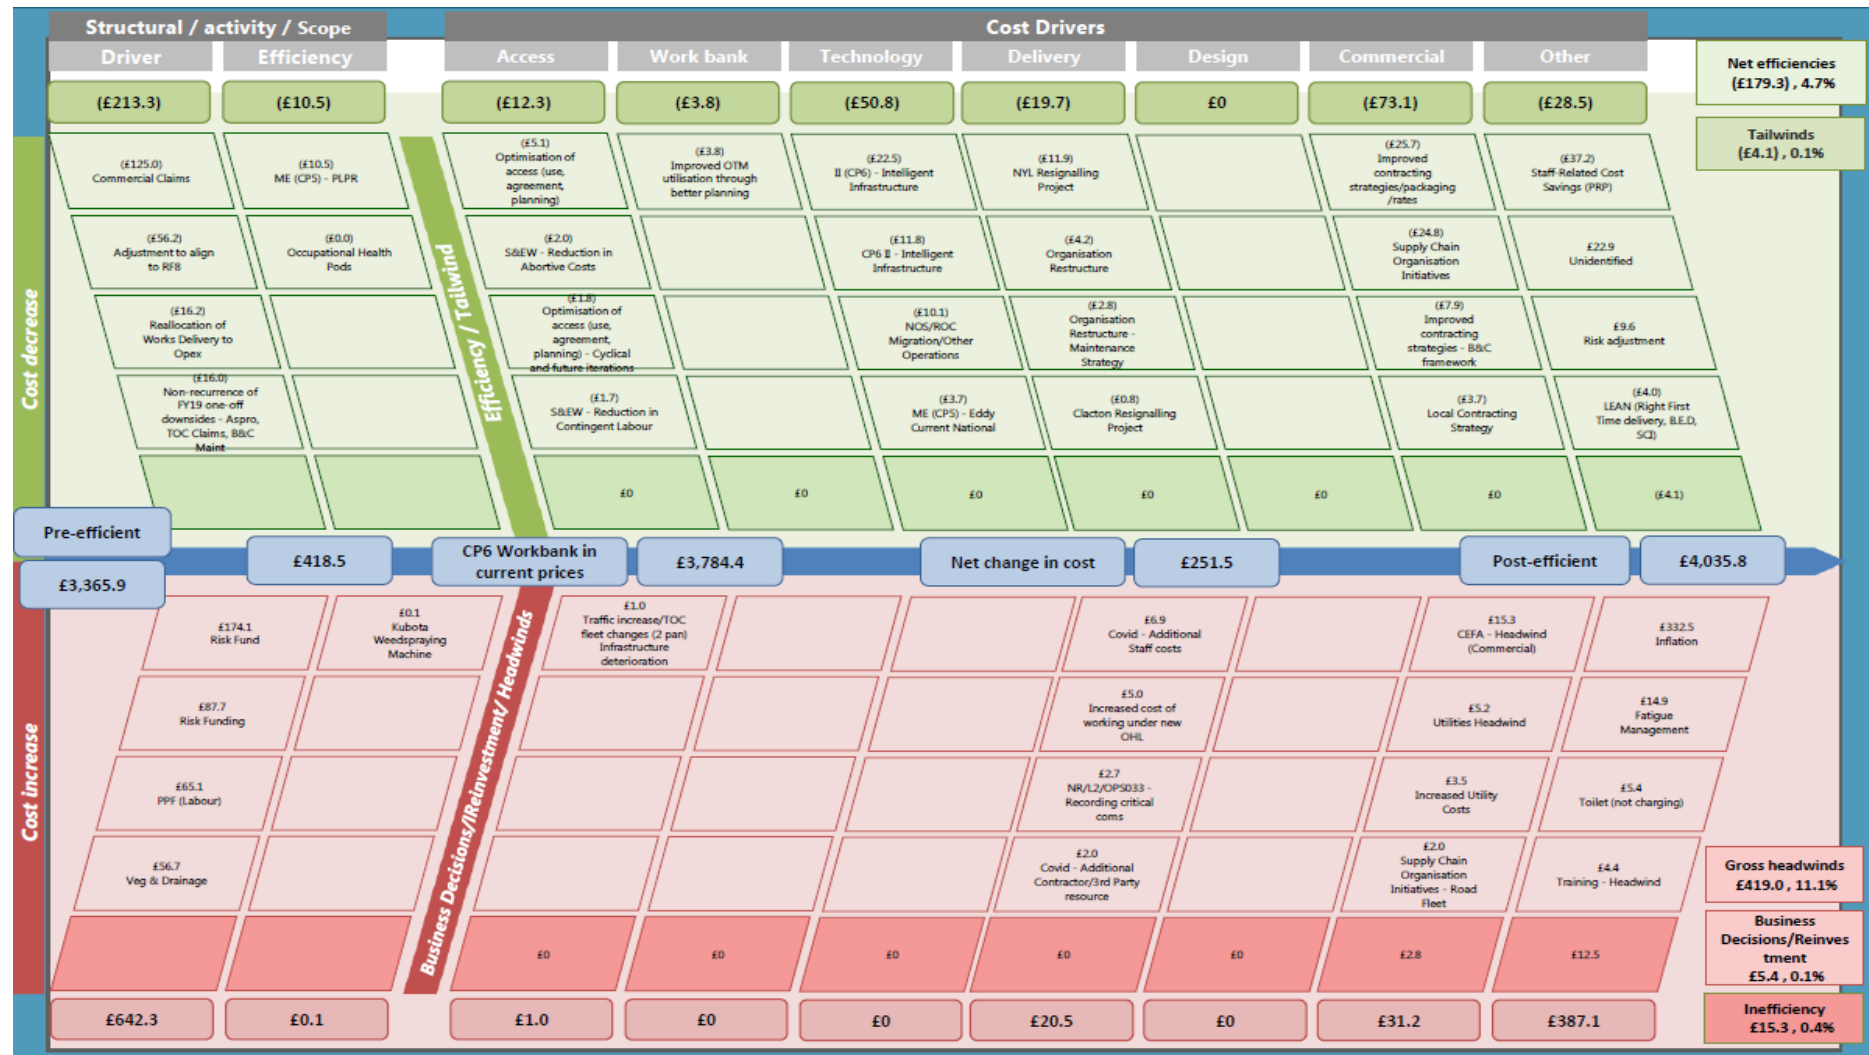 Structural / activity / Scope
Cost Drivers
Driver
Efficiency
Access
Work bank
Technology
Delivery
Design
Commercial
Other
Net efficiencies
(£179.3) , 4.7%
(£213.3)
(£10.5)
(£12.3)
(£3.8)
(£50.8)
(£19.7)
£0
(£73.1)
(£28.5)
Tailwinds
(£4.1) , 0.1%
Cost decrease
Efficiency / Tailwind
(£125.0)
Commercial Claims
(£10.5)
ME (CP5) - PLPR
(£5.1)
Optimisation of
access (use,
agreement,
planning)
(£3.8)
Improved OTM
utilisation through
better planning
(£22.5)
II (CP6) - Intelligent
Infrastructure
(£11.9)
NYL Resignalling
Project
(£25.7)
Improved
contracting
strategies/packaging
/rates
(£37.2)
Staff-Related Cost
Savings (PRP)
(£56.2)
Adjustment to align
to RF8
(£0.0)
Occupational Health
Pods
(£2.0)
S&EW - Reduction in
Abortive Costs
(£11.8)
CP6 II - Intelligent
Infrastructure
(£4.2)
Organisation
Restructure
(£24.8)
Supply Chain
Organisation
Initiatives
£22.9
Unidentified
(£16.2)
Reallocation of
Works Delivery to
Opex
(£1.8)
Optimisation of
access (use,
agreement,
planning) - Cyclical
and future iterations
(£10.1)
NOS/ROC
Migration/Other
Operations
(£2.8)
Organisation
Restructure -
Maintenance
Strategy
(£7.9)
Improved
contracting
strategies - B&C
framework
£9.6
Risk adjustment
(£16.0)
Non-recurrence of
FY19 one-off
downsides - Aspro,
TOC Claims, B&C
Maint
(£1.7)
S&EW - Reduction in
Contingent Labour
(£3.7)
ME (CP5) - Eddy
Current National
(£0.8)
Clacton Resignalling
Project
(£3.7)
Local Contracting
Strategy
(£4.0)
LEAN (Right First
Time delivery, B.E.D,
SCI)
£0
£0
£0
£0
£0
£0
(£4.1)
Pre-efficient
£3,365.9
£418.5
CP6 Workbank in
current prices
£3,784.4
Net change in cost
£251.5
Post-efficient
£4,035.8
Cost increase
Business Decisions/IReinvestment/ Headwinds
£174.1
Risk Fund
£0.1
Kubota
Weedspraying
Machine
£1.0
Traffic increase/TOC
fleet changes (2 pan)
Infrastructure
deterioration
£6.9
Covid - Additional
Staff costs
£15.3
CEFA - Headwind
(Commercial)
£332.5
Inflation
£87.7
Risk Funding
£5.0
Increased cost of
working under new
OHL
£5.2
Utilities Headwind
£14.9
Fatigue
Management
£65.1
PPF (Labour)
£2.7
NR/L2/OPS033 -
Recording critical
coms
£3.5
Increased Utility
Costs
£5.4
Toilet (not charging)
£56.7
Veg & Drainage
£2.0
Covid - Additional
Contractor/3rd Party
resource
£2.0
Supply Chain
Organisation
Initiatives - Road
Fleet
£4.4
Training - Headwind
Gross headwinds
£419.0 , 11.1%
£0
£0
£0
£0
£0
£2.8
£12.5
Business
Decisions/Reinves
tment
£5.4 , 0.1%
£642.3
£0.1
£1.0
£0
£0
£20.5
£0
£31.2
£387.1
Inefficiency
£15.3 , 0.4%